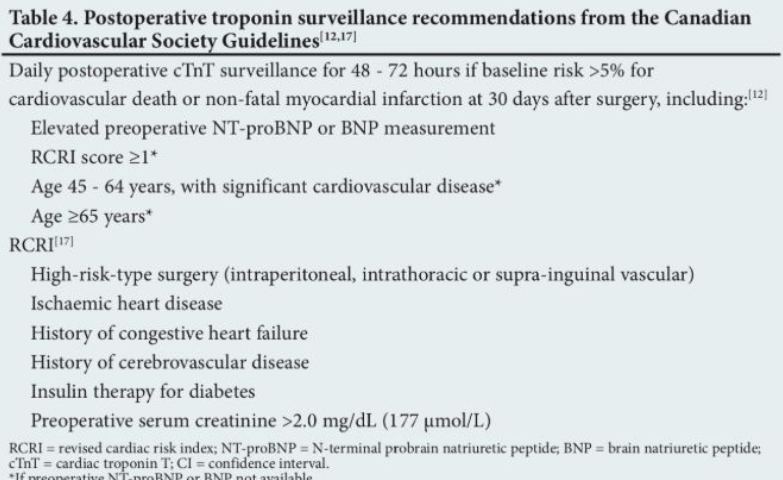 Table 4. Postoperative troponin surveillance recommendations from the Canadian
Cardiovascular Society Guidelines[12,17]
Daily postoperative cTnT surveillance for 48 - 72 hours if baseline risk >5% for
cardiovascular death or non-fatal myocardial infarction at 30 days after surgery, including:[12]
Elevated preoperative NT-proBNP or BNP measurement
RCRI score ≥1*
Age 45 - 64 years, with significant cardiovascular disease*
Age ≥65 years*
RCRI[17]
High-risk-type surgery (intraperitoneal, intrathoracic or supra-inguinal vascular)
Ischaemic heart disease
History of congestive heart failure
History of cerebrovascular disease
Insulin therapy for diabetes
Preoperative serum creatinine >2.0 mg/dL (177 µmol/L)
RCRI = revised cardiac risk index; NT-proBNP = N-terminal probrain natriuretic peptide; BNP = brain natriuretic peptide;
cTnT = cardiac troponin T; CI = confidence interval.
*If preoperative NT-proBNP or BNP not available